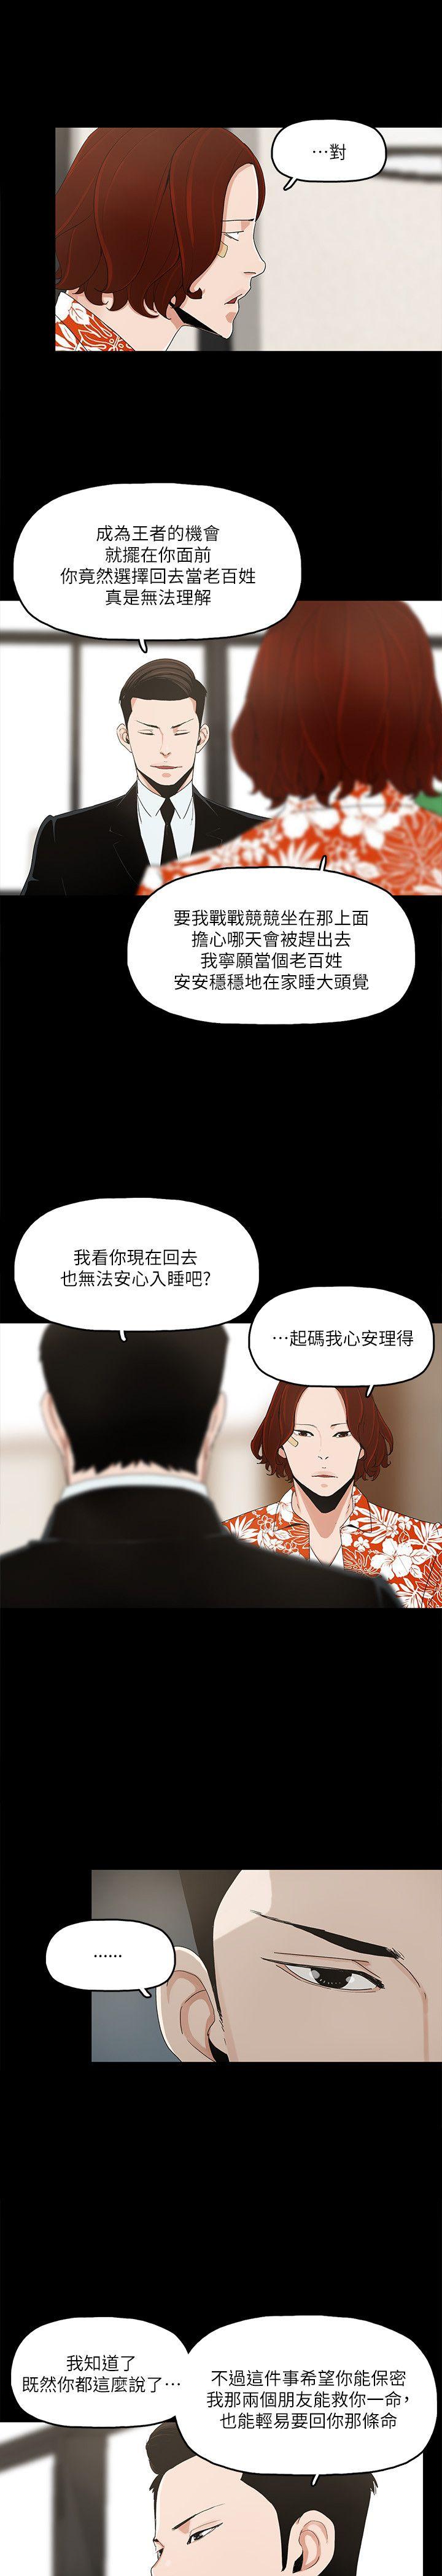 …對
成為王者的機會
就擺在你面前
你竟然選擇回去當老百姓
真是無法理解
要我戰戰競競坐在那上面
擔心哪天會被趕出去
我寧願當個老百姓
安安穩穩地在家睡大頭覺
我看你現在回去
也無法安心入睡吧?
…起碼我心安理得
……
我知道了
既然你都這麼說了…
不過這件事希望你能保密
我那兩個朋友能救你一命,
也能輕易要回你那條命